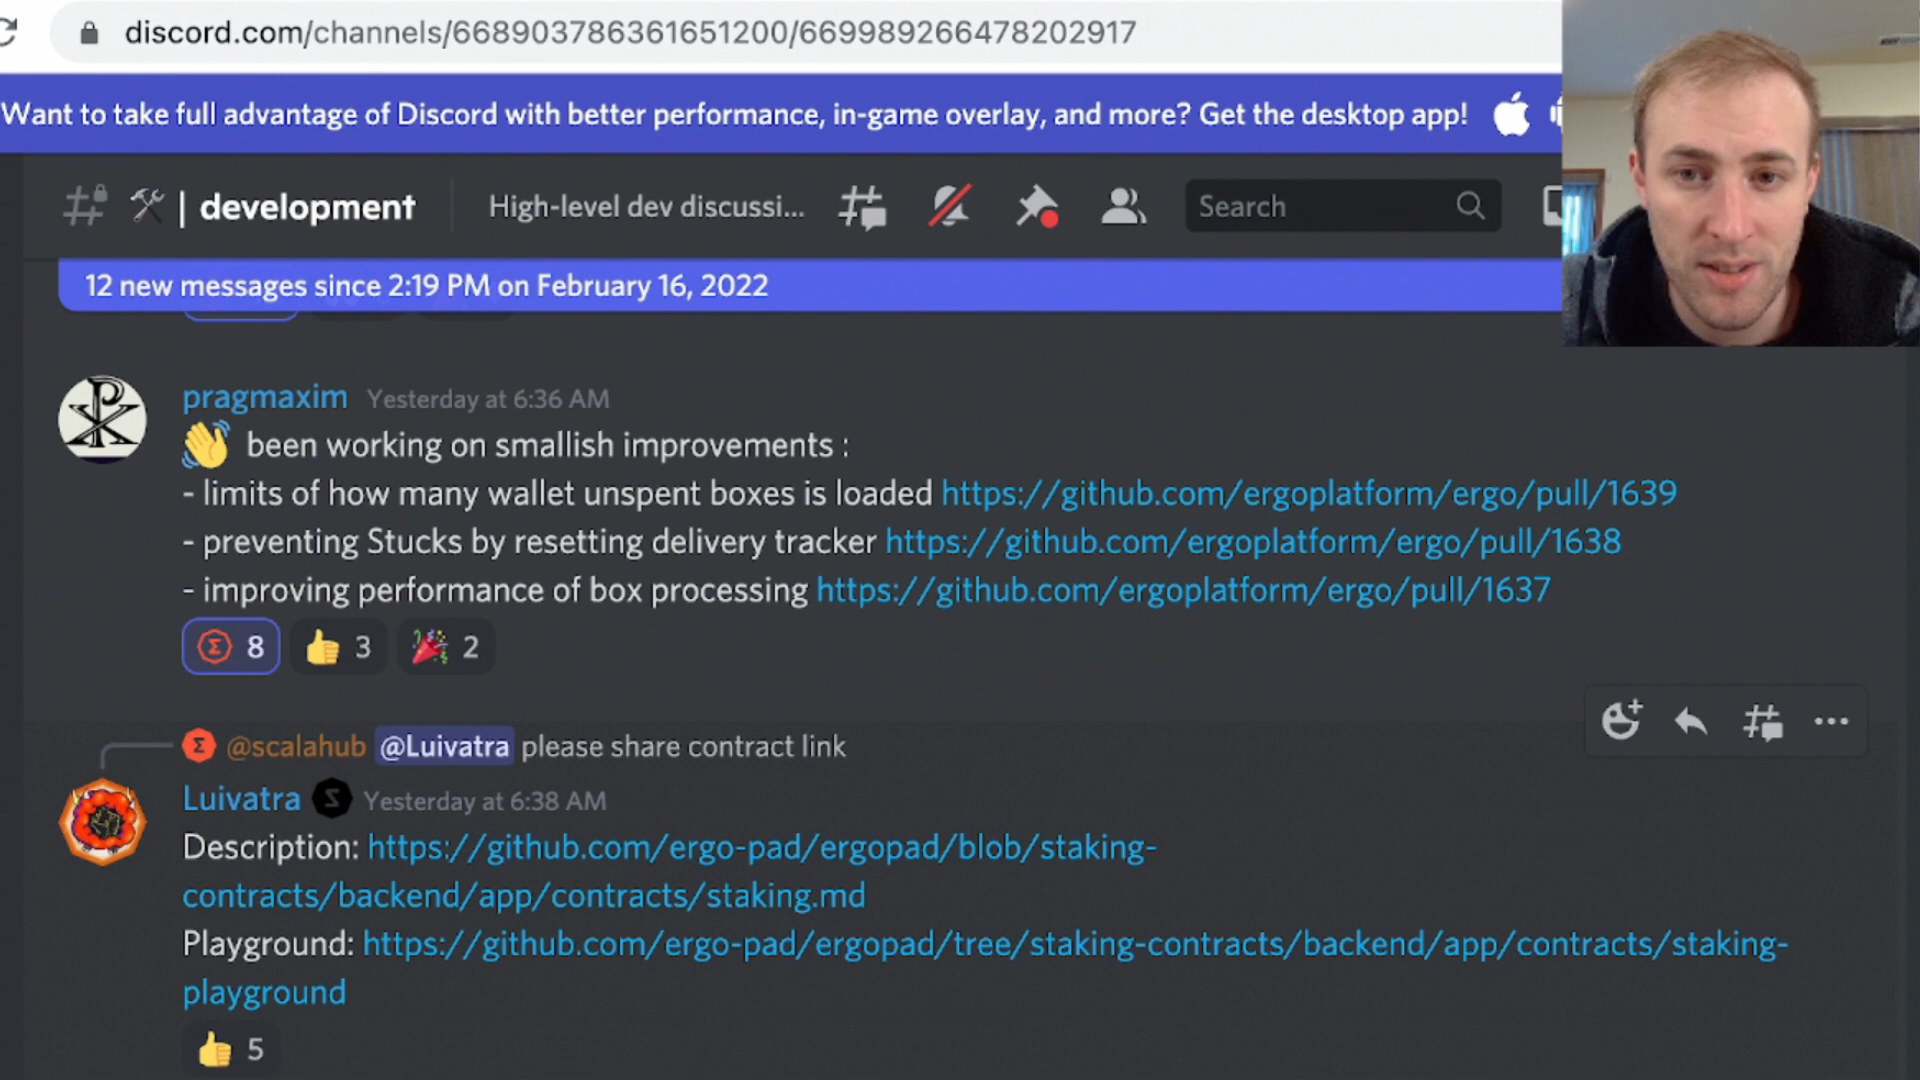 discord.com/channels/668903786361651200/669989266478202917
Want to take full advantage of Discord with better performance, in-game overlay, and more? Get the desktop app!
| development High-level dev discussi... Search
12 new messages since 2:19 PM on February 16, 2022
pragmaxim Yesterday at 6:36 AM
been working on smallish improvements :
- limits of how many wallet unspent boxes is loaded https://github.com/ergoplatform/ergo/pull/1639
- preventing Stucks by resetting delivery tracker https://github.com/ergoplatform/ergo/pull/1638
- improving performance of box processing https://github.com/ergoplatform/ergo/pull/1637
Σ 8 3 2
Σ @scalahub @Luivatra please share contract link
Luivatra Yesterday at 6:38 AM
Description: https://github.com/ergo-pad/ergopad/blob/staking-
contracts/backend/app/contracts/staking.md
Playground: https://github.com/ergo-pad/ergopad/tree/staking-contracts/backend/app/contracts/staking-
playground
5